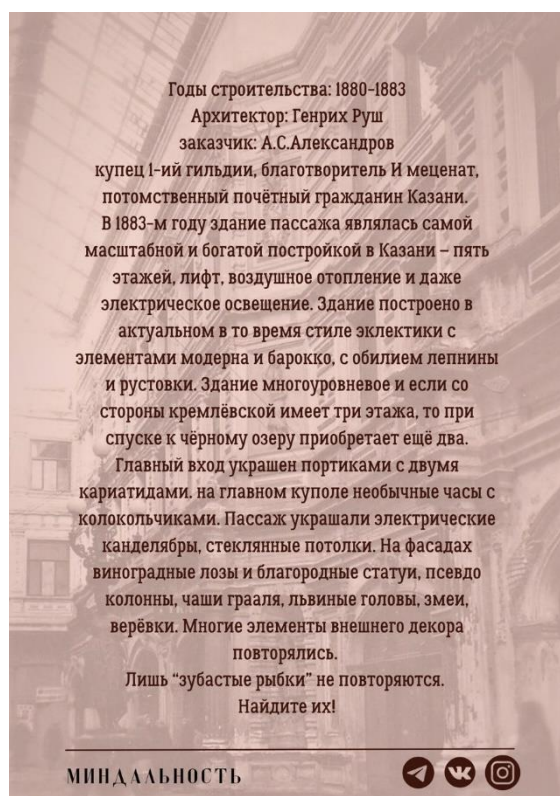 Годы строительства: 1880-1883
Архитектор: Генрих Руш
заказчик: А.С.Александров
купец 1-ий гильдии, благотворитель И меценат,
потомственный почётный гражданин Казани.
В 1883-м году здание пассажа являлась самой
масштабной и богатой постройкой в Казани – пять
этажей, лифт, воздушное отопление и даже
электрическое освещение. Здание построено в
актуальном в то время стиле эклектики с
элементами модерна и барокко, с обилием лепнины
и рустовки. Здание многоуровневое и если со
стороны кремлёвской имеет три этажа, то при
спуске к чёрному озеру приобретает ещё два.
Главный вход украшен портиками с двумя
кариатидами. на главном куполе необычные часы с
колокольчиками. Пассаж украшали электрические
канделябры, стеклянные потолки. На фасадах
виноградные лозы и благородные статуи, псевдо
колонны, чаши грааля, львиные головы, змеи,
верёвки. Многие элементы внешнего декора
повторялись.
Лишь “зубастые рыбки” не повторяются.
Найдите их!
МИНДАЛЬНОСТЬ